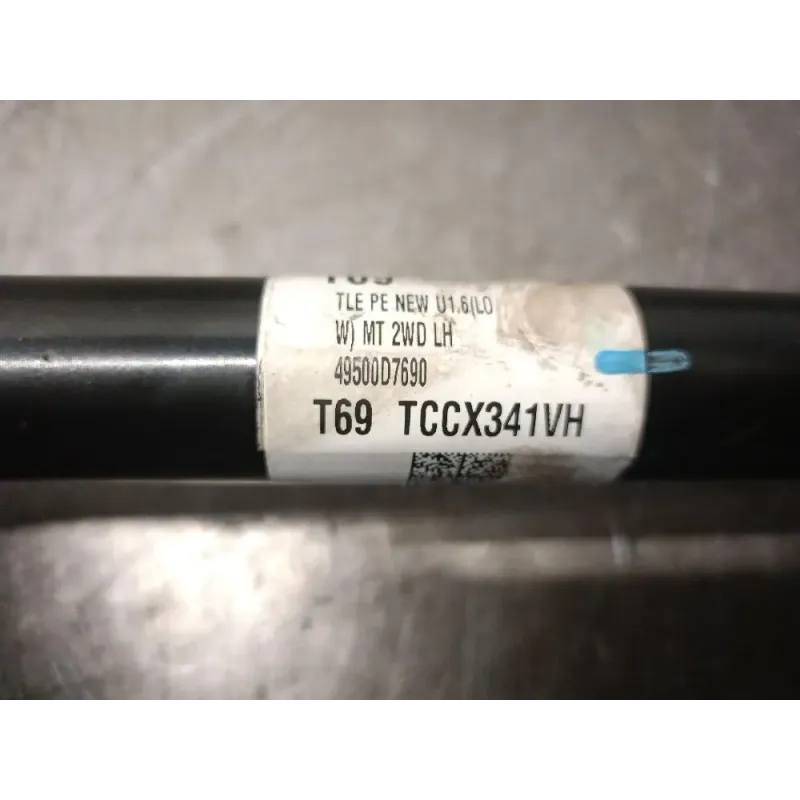 TLE PE NEW U1.6(LO
W) MT 2WD LH
49500D7690
T69 TCCX341VH